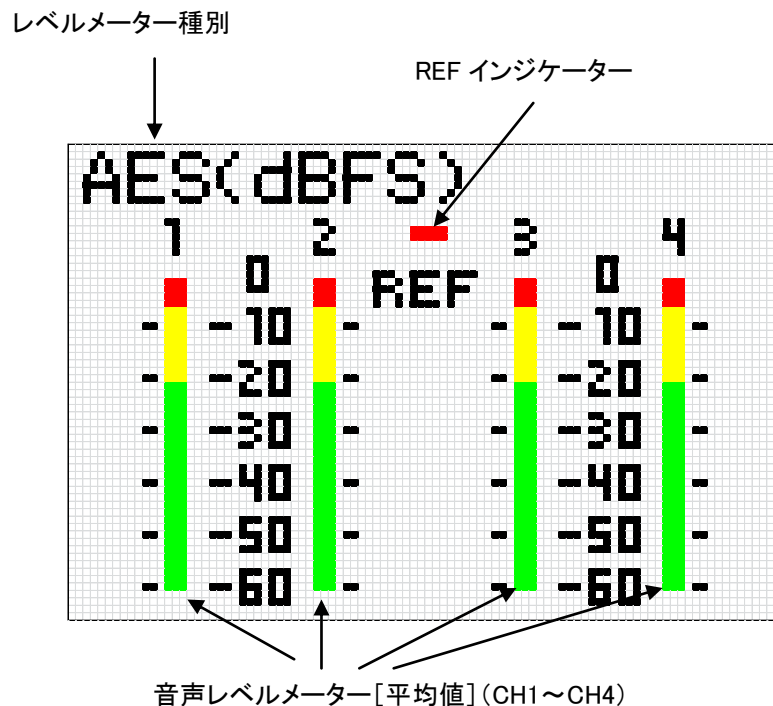 レベルメーター種別
REF インジケーター
AES(dBFS)
1 2 3 4
0 REF 0
- -10 - - -10 -
- -20 - - -20 -
- -30 - - -30 -
- -40 - - -40 -
- -50 - - -50 -
- -60 - - -60 -
音声レベルメーター[平均値](CH1～CH4)